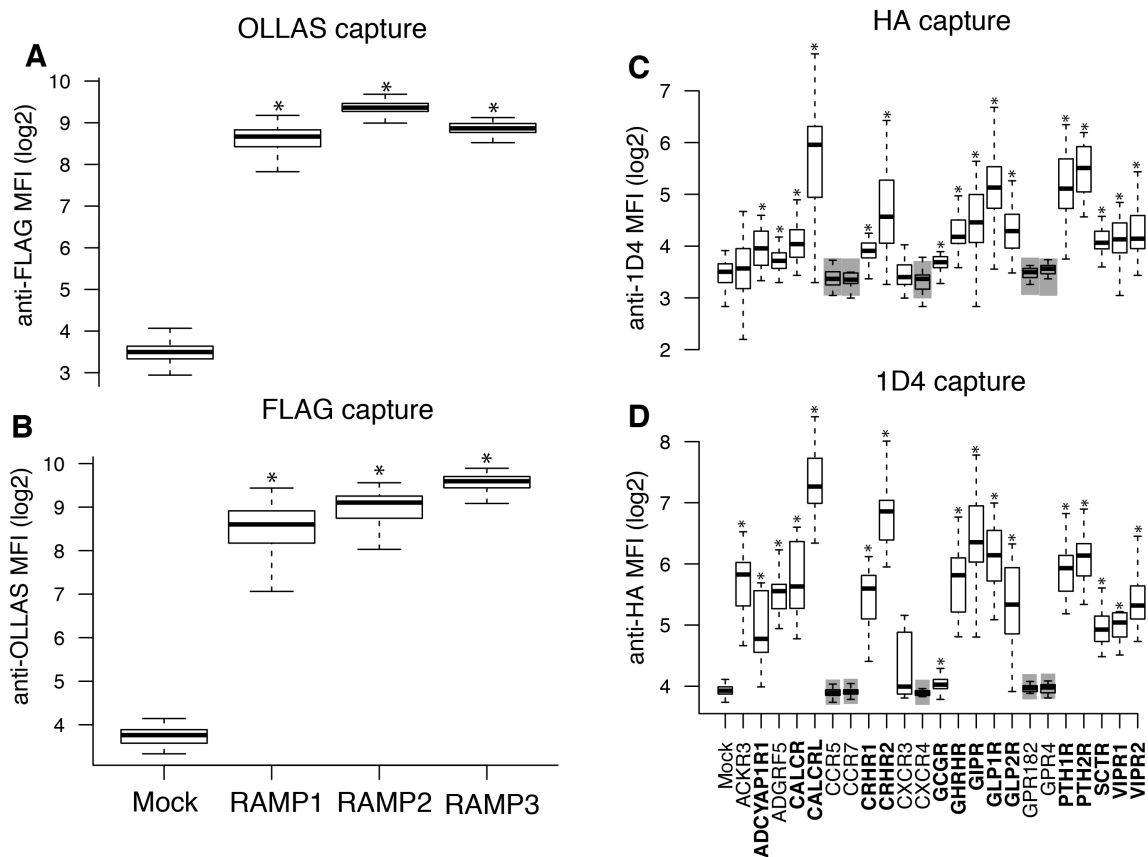 OLLAS capture
A
anti-FLAG MFI (log2)
10
9
8
7
6
5
4
3
* * *
FLAG capture
B
anti-OLLAS MFI (log2)
10
9
8
7
6
5
4
* * *
Mock RAMP1 RAMP2 RAMP3
HA capture
C
anti-1D4 MFI (log2)
7
6
5
4
3
2
* * * * * * * * * * * * * * * *
1D4 capture
D
anti-HA MFI (log2)
8
7
6
5
4
* * * * * * * * * * * * * * * * *
Mock
ACKR3
ADCYAP1R1
ADGRF5
CALCR
CALCRL
CCR5
CCR7
CRHR1
CRHR2
CXCR3
CXCR4
GCGR
GHRHR
GIPR
GLP1R
GLP2R
GPR182
GPR4
PTH1R
PTH2R
SCTR
VIPR1
VIPR2